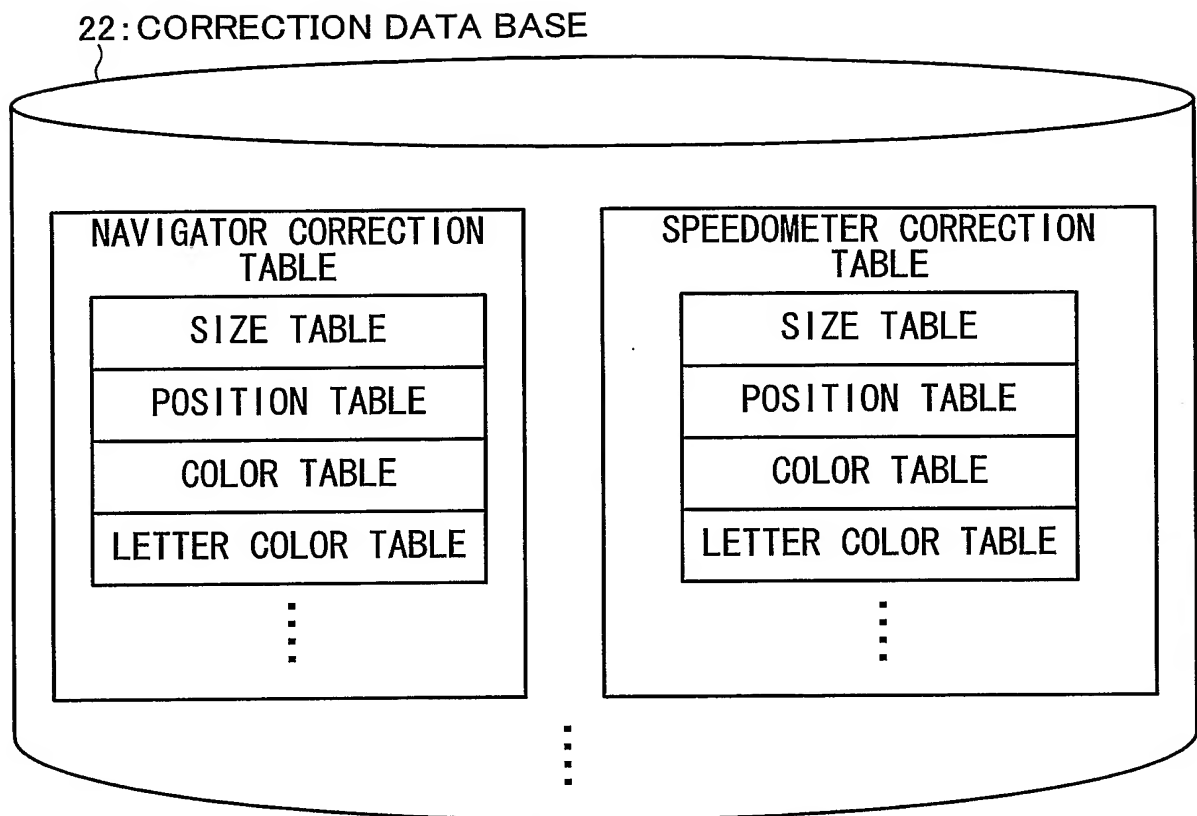 22:CORRECTION DATA BASE
NAVIGATOR CORRECTION
TABLE
SIZE TABLE
POSITION TABLE
COLOR TABLE
LETTER COLOR TABLE
SPEEDOMETER CORRECTION
TABLE
SIZE TABLE
POSITION TABLE
COLOR TABLE
LETTER COLOR TABLE